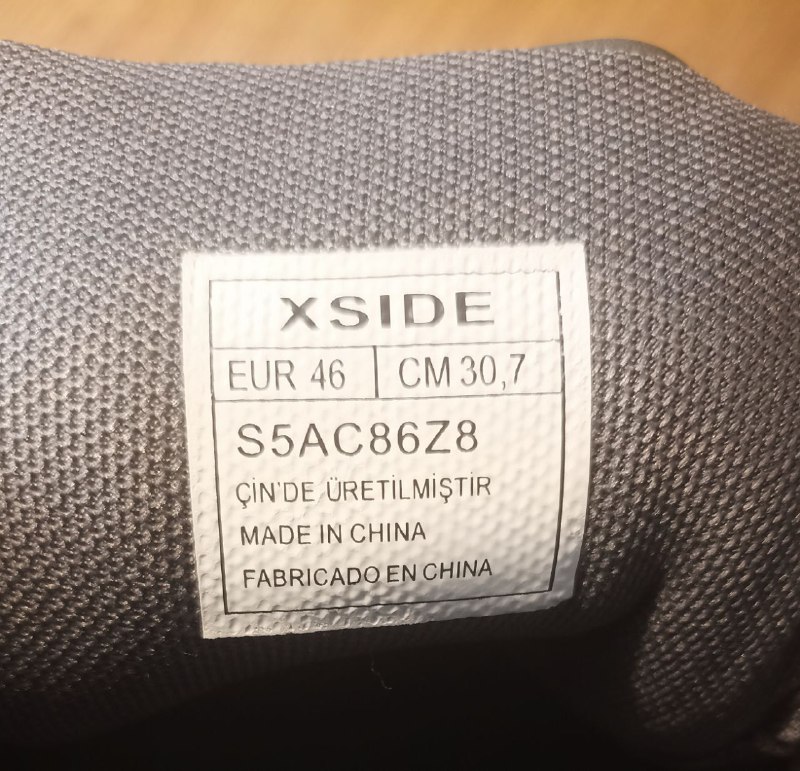 XSIDE
EUR 46 CM 30,7
S5AC86Z8
ÇİN'DE ÜRETİLMİŞTİR
MADE IN CHINA
FABRICADO EN CHINA